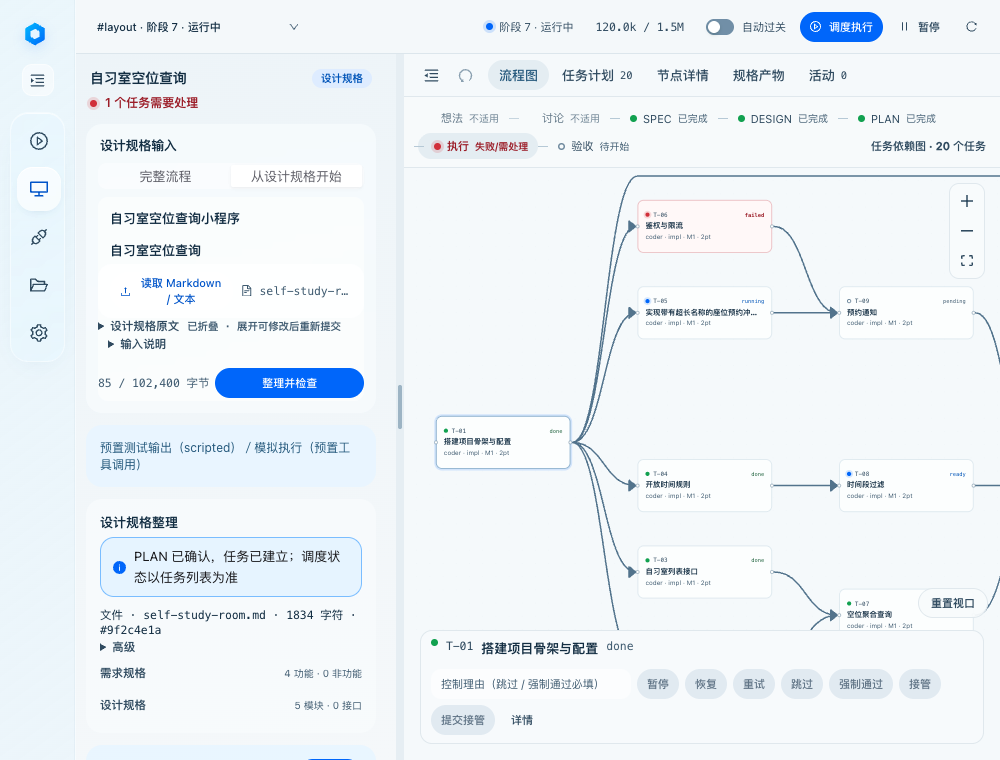 #layout · 阶段 7 · 运行中
阶段 7 · 运行中
120.0k / 1.5M
自动过关
调度执行
暂停
自习室空位查询
设计规格
1 个任务需要处理
设计规格输入
完整流程
从设计规格开始
自习室空位查询小程序
自习室空位查询
读取 Markdown
/ 文本
self-study-r…
设计规格原文 已折叠 · 展开可修改后重新提交
输入说明
85 / 102,400 字节
整理并检查
预置测试输出（scripted） / 模拟执行（预置工
具调用）
设计规格整理
PLAN 已确认，任务已建立；调度状
态以任务列表为准
文件 · self-study-room.md · 1834 字符 ·
#9f2c4e1a
高级
需求规格
4 功能 · 0 非功能
设计规格
5 模块 · 0 接口
流程图
任务计划 20
节点详情
规格产物
活动 0
想法 不适用
讨论 不适用
SPEC 已完成
DESIGN 已完成
PLAN 已完成
执行 失败/需处理
验收 待开始
任务依赖图 · 20 个任务
T-06
failed
鉴权与限流
coder · impl · M1 · 2pt
T-05
running
实现带有超长名称的座位预约冲…
coder · impl · M1 · 2pt
T-09
pending
预约通知
coder · impl · M1 · 2pt
T-01
done
搭建项目骨架与配置
coder · impl · M1 · 2pt
T-04
done
开放时间规则
coder · impl · M1 · 2pt
T-08
ready
时间段过滤
coder · impl · M1 · 2pt
T-03
done
自习室列表接口
coder · impl · M1 · 2pt
T-07
空位聚合查询
coder · impl · M1 · 2pt
重置视口
T-01 搭建项目骨架与配置 done
控制理由（跳过 / 强制通过必填）
暂停
恢复
重试
跳过
强制通过
接管
提交接管
详情